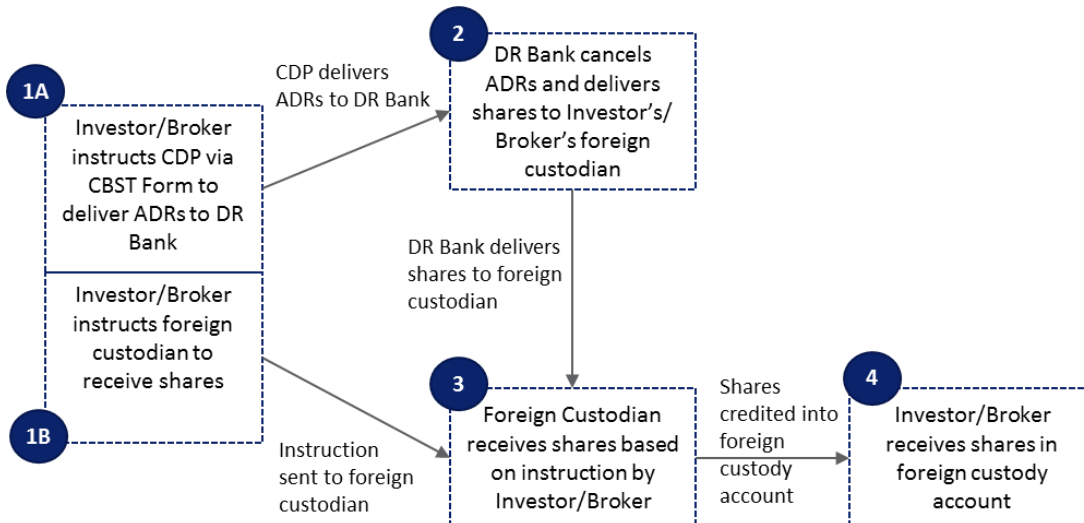 1A
Investor/Broker
instructs CDP via
CBST Form to
deliver ADRs to DR
Bank
Investor/Broker
instructs foreign
custodian to
receive shares
1B
CDP delivers
ADRs to DR Bank
2
DR Bank cancels
ADRs and delivers
shares to Investor’s/
Broker’s foreign
custodian
DR Bank delivers
shares to foreign
custodian
Instruction
sent to foreign
custodian
3
Foreign Custodian
receives shares based
on instruction by
Investor/Broker
Shares
credited into
foreign
custody
account
4
Investor/Broker
receives shares in
foreign custody
account